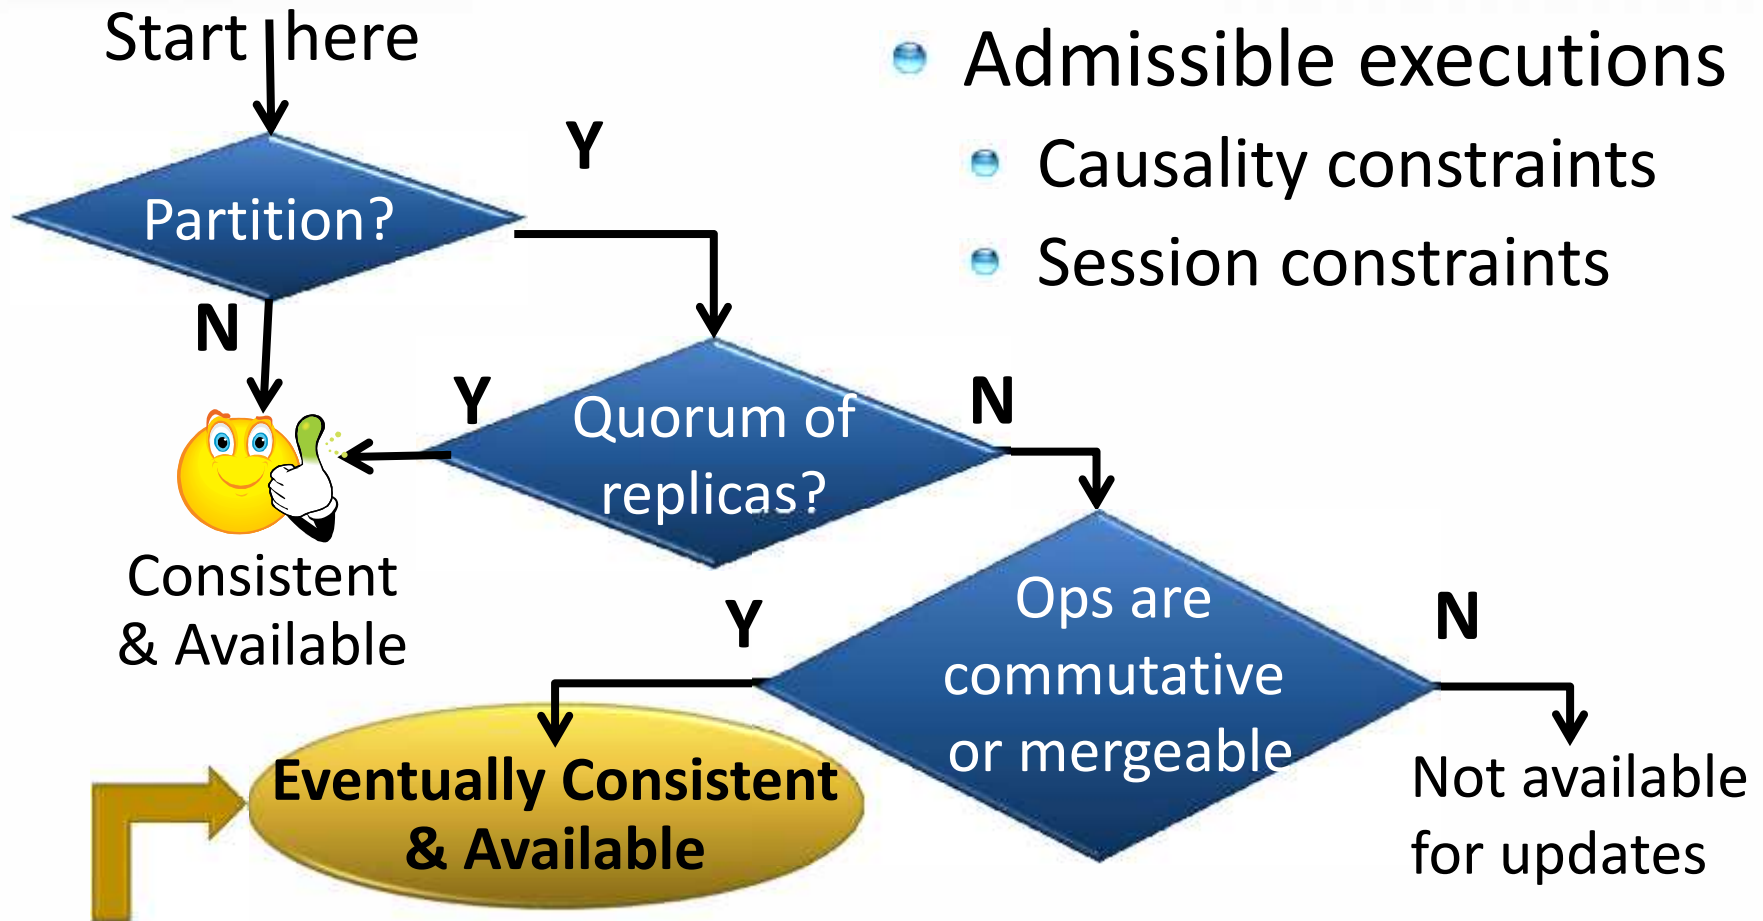 Start here
Admissible executions
Causality constraints
Session constraints
Y
Partition?
N
Y
Quorum of
replicas?
N
Consistent
& Available
Y
Ops are
commutative
or mergeable
N
Eventually Consistent
& Available
Not available
for updates